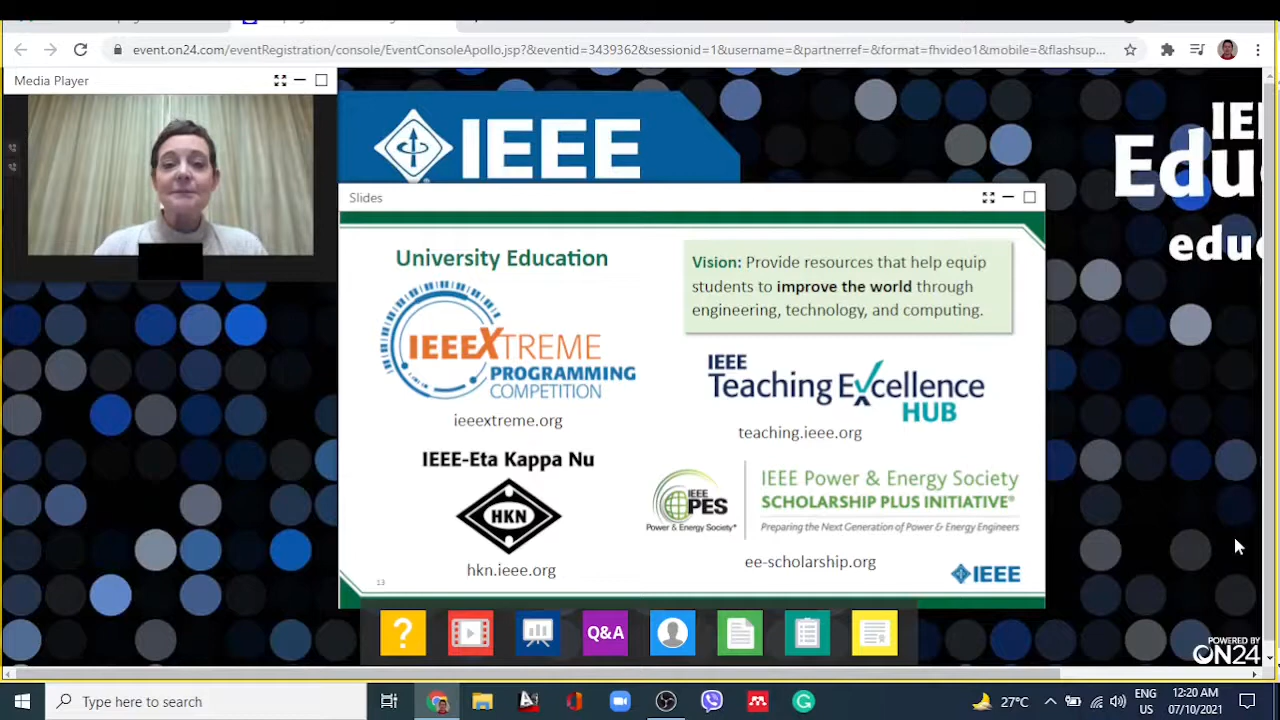 event.on24.com/eventRegistration/console/EventConsoleApollo.jsp?&eventid=3439362&sessionid=1&username=&partnerref=&format=fhvideo1&mobile=&flashsup...
Media Player
IEEE
Slides
University Education
IEEEXTREME
PROGRAMMING
COMPETITION
ieeextreme.org
IEEE-Eta Kappa Nu
HKN
hkn.ieee.org
13
Vision: Provide resources that help equip
students to improve the world through
engineering, technology, and computing.
IEEE
Teaching Excellence
HUB
teaching.ieee.org
IEEE
PES
Power & Energy Society®
IEEE Power & Energy Society
SCHOLARSHIP PLUS INITIATIVE®
Preparing the Next Generation of Power & Energy Engineers
ee-scholarship.org
IEEE
?
Q&A
POWERED BY
ON24
Type here to search
27°C
ENG
12:20 AM
07/10/2021